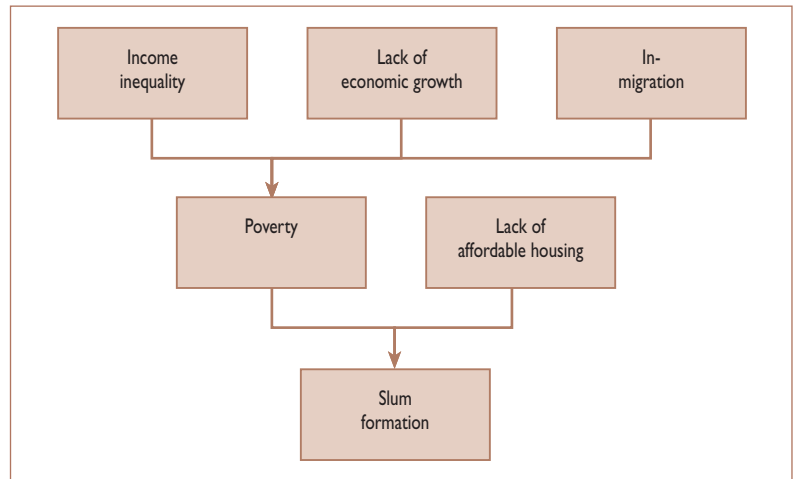 Income
inequality
Lack of
economic growth
In-
migration
Poverty
Lack of
affordable housing
Slum
formation